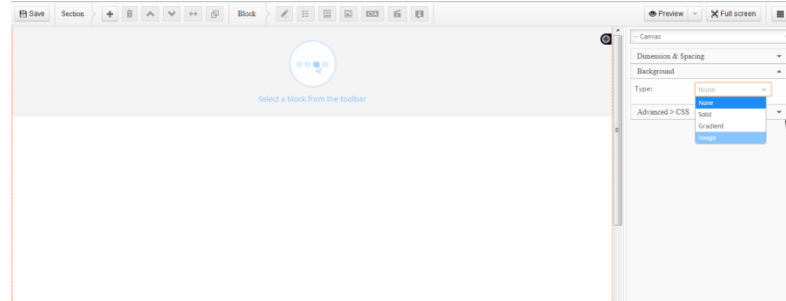 Save Section Block CTA Preview Full screen
-- Canvas
Dimension & Spacing
Background
Type: None
None
Solid
Gradient
Image
Advanced > CSS
Select a block from the toolbar